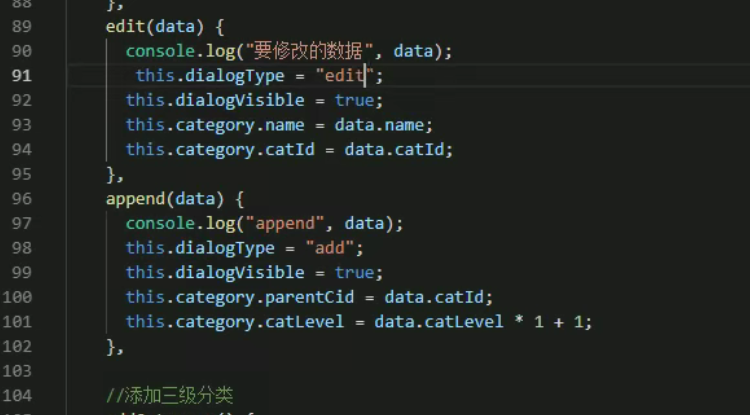 88 },
89 edit(data) {
90 console.log("要修改的数据", data);
91 this.dialogType = "edit";
92 this.dialogVisible = true;
93 this.category.name = data.name;
94 this.category.catId = data.catId;
95 },
96 append(data) {
97 console.log("append", data);
98 this.dialogType = "add";
99 this.dialogVisible = true;
100 this.category.parentCid = data.catId;
101 this.category.catLevel = data.catLevel * 1 + 1;
102 },
103
104 //添加三级分类